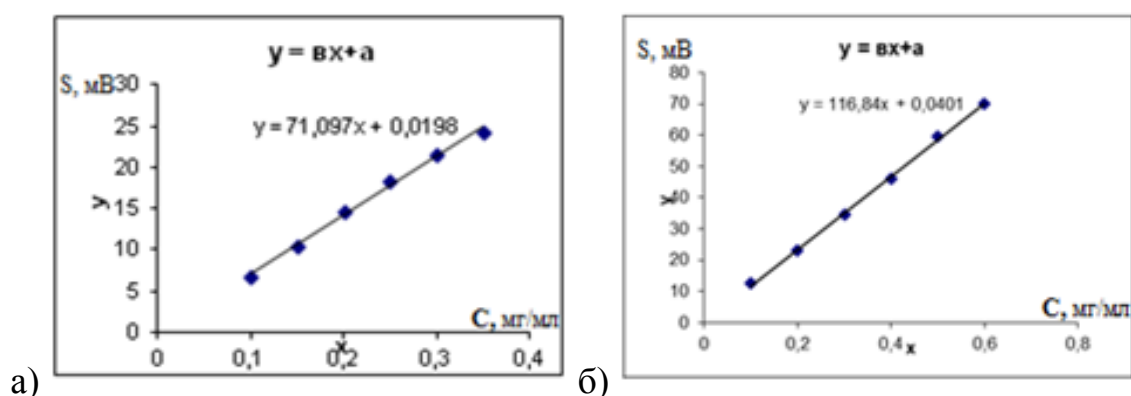 y = вx+а
S, мВ
30
25
20
15
10
5
0
y = 71,097x + 0,0198
y
С, мг/мл
0
0,1
0,2
0,3
0,4
x
а)
y = вx+а
S, мВ
80
70
60
50
40
30
20
10
0
y = 116,84x + 0,0401
y
С, мг/мл
0
0,2
0,4
0,6
0,8
x
б)